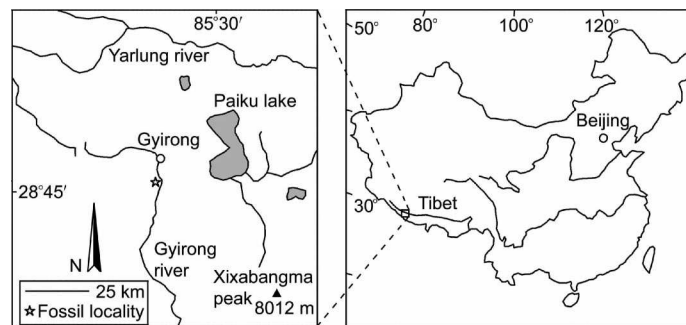 85°30'
Yarlung river
Paiku lake
Gyirong
28°45'
N
Gyirong
river
Xixabangma
peak
8012 m
25 km
Fossil locality
50°
80°
100°
120°
Beijing
30°
Tibet